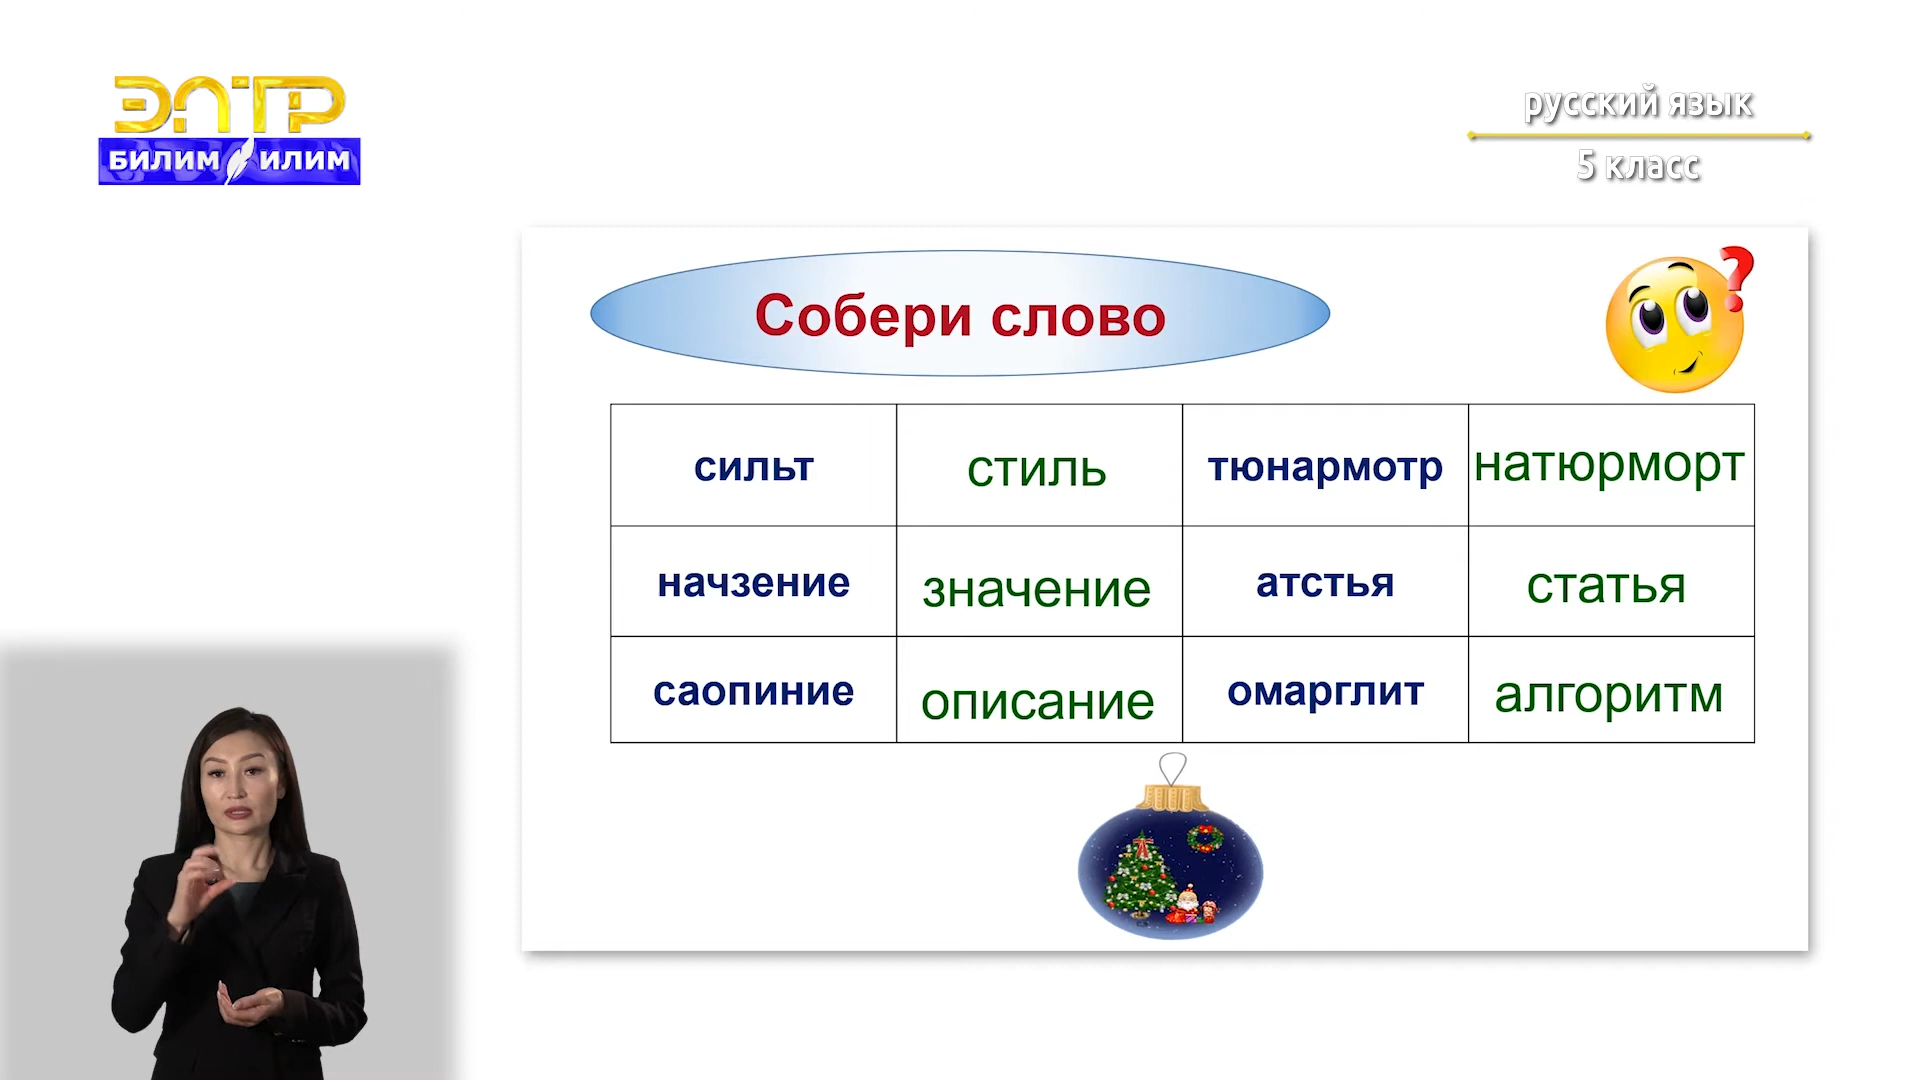 ЭЛТР
БИЛИМ ИЛИМ
русский язык
5 класс
Собери слово
?
сильт стиль тюнармотр натюрморт
начзение значение атстья статья
саопиние описание омарглит алгоритм